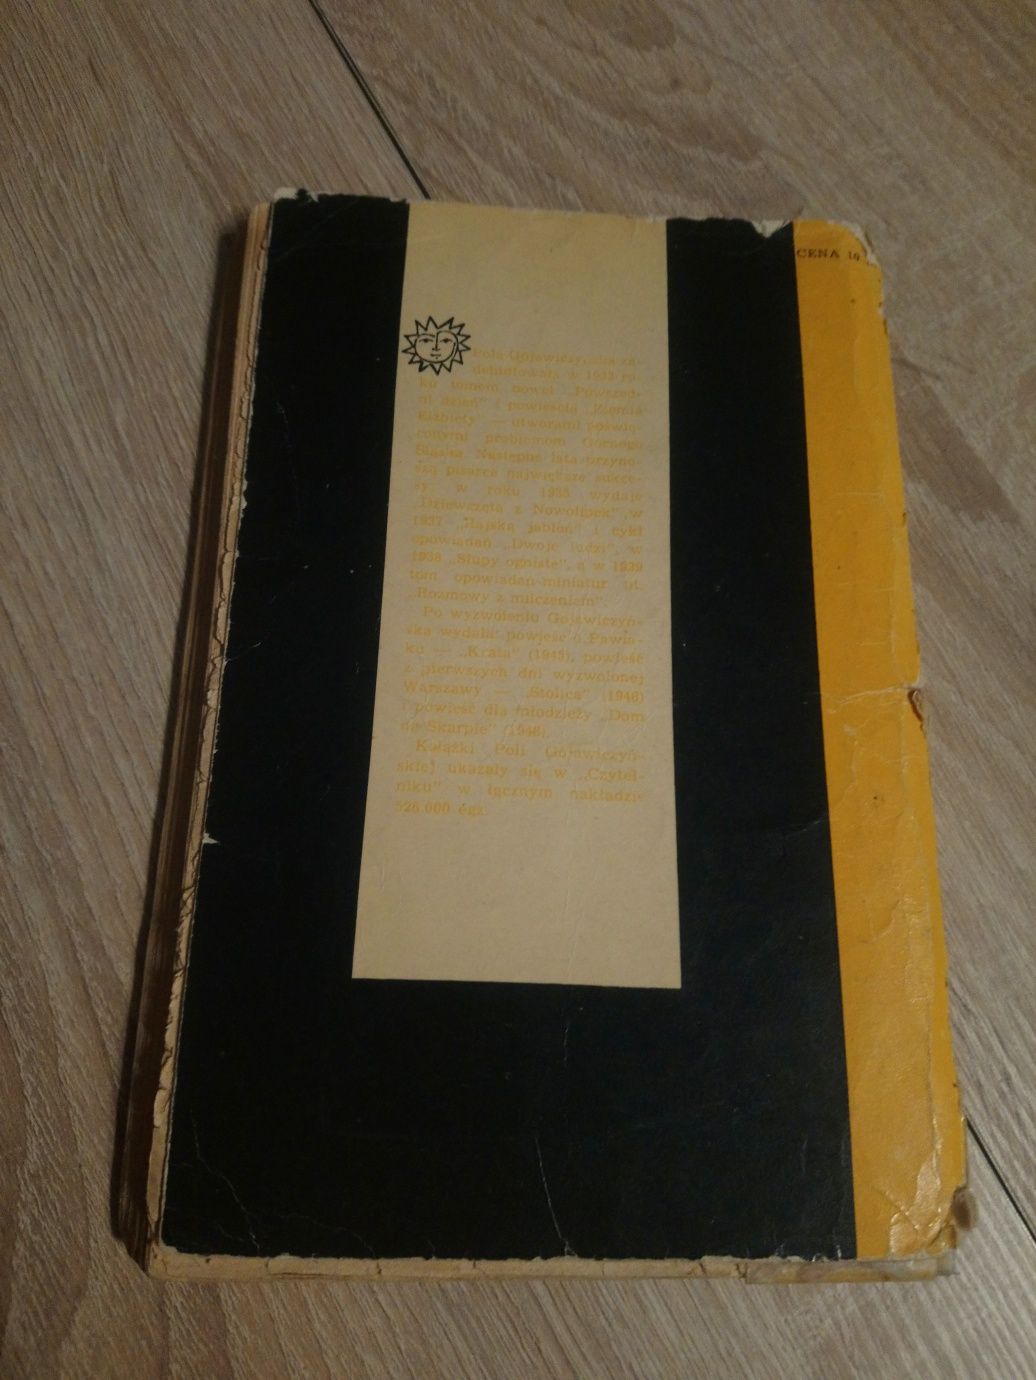 CENA 10
Pola Gojawiczyńska za-
debiutowała w 1933 ro-
ku tomem nowel „Powszed-
ni dzień" i powieścią „Ziemia
Elżbiety" — utworami poświę-
conymi problemom Górnego
Śląska. Następne lata przyno-
szą pisarce największe sukce-
sy: w roku 1935 wydaje
„Dziewczęta z Nowolipek", w
1937 „Rajską jabłoń" i cykl
opowiadań „Dwoje ludzi", w
1938 „Słupy ogniste", a w 1939
tom opowiadań-miniatur pt.
„Rozmowy z milczeniem".
Po wyzwoleniu Gojawiczyń-
ska wydała: powieść o Pawia-
ku — „Krata" (1945), powieść
z pierwszych dni wyzwolonej
Warszawy — „Stolica" (1946)
i powieść dla młodzieży „Dom
na Skarpie" (1948).
Książki Poli Gojawiczyń-
skiej ukazały się w „Czytel-
niku" w łącznym nakładzie
526 000 egz.